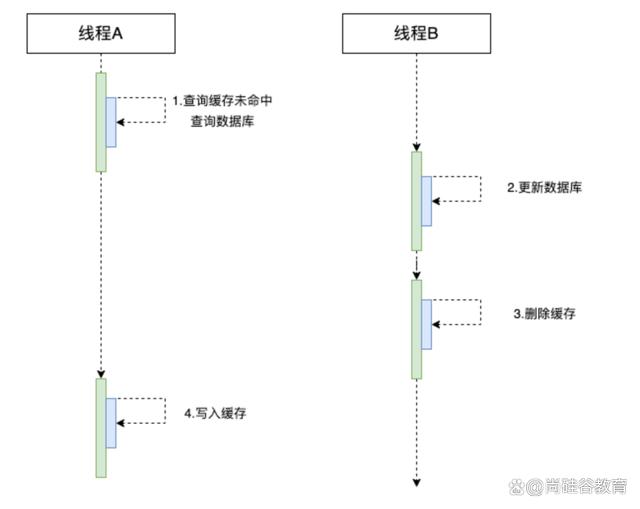 线程A
线程B
1.查询缓存未命中
查询数据库
2.更新数据库
3.删除缓存
4.写入缓存
@尚硅谷教育